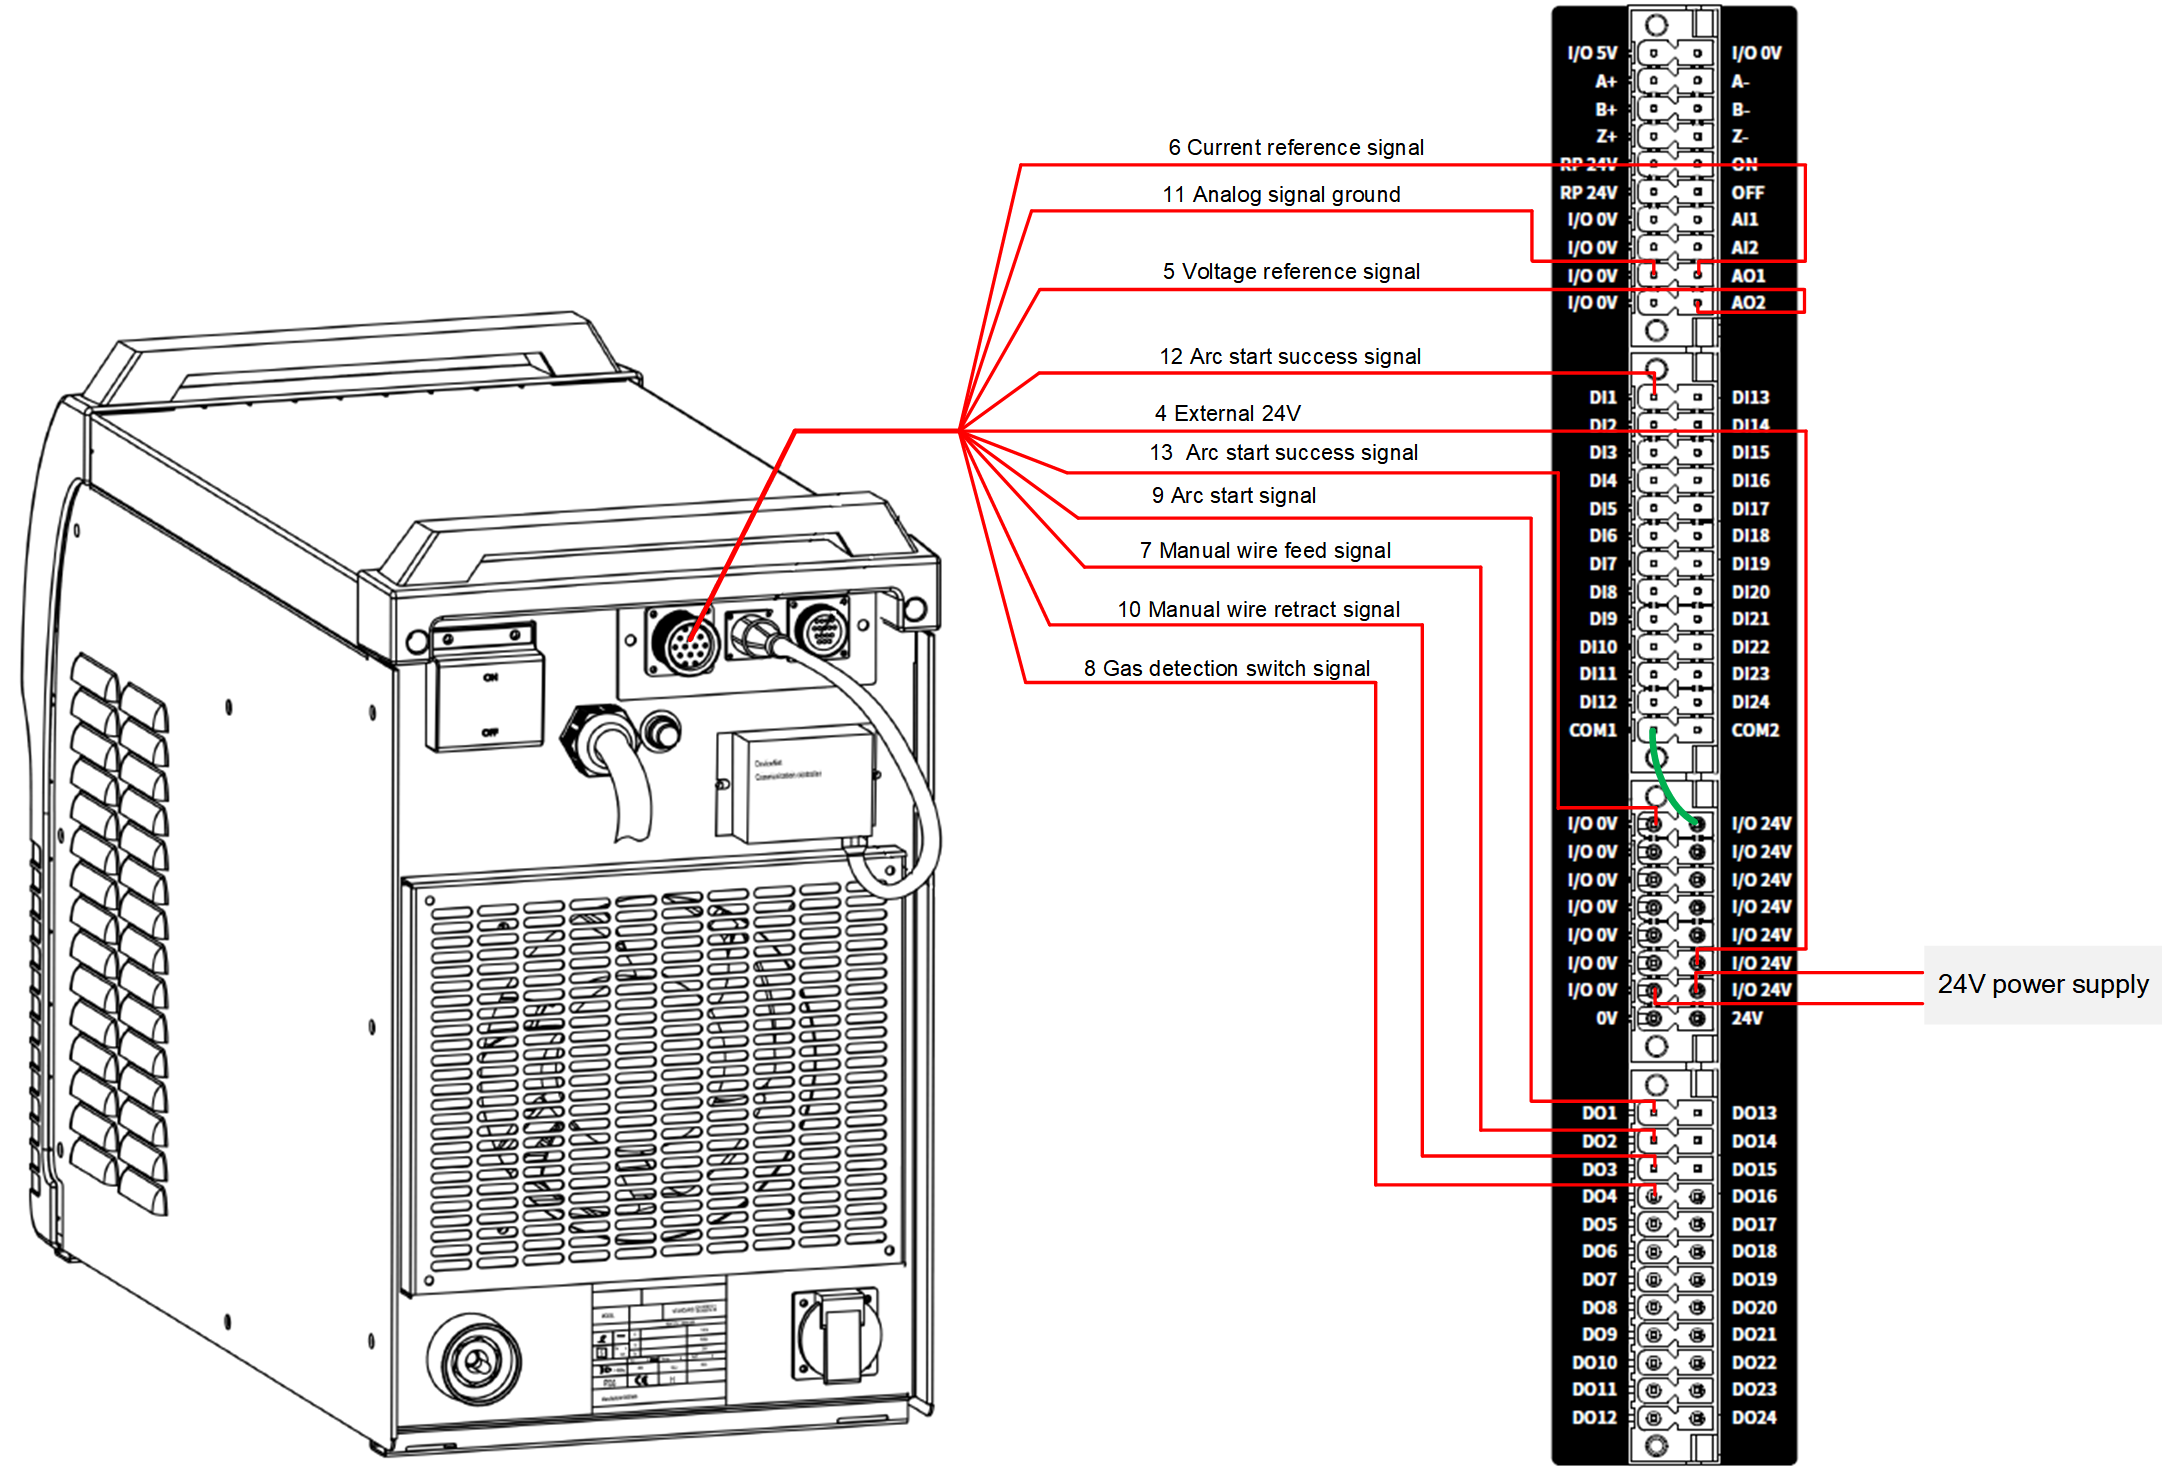 6 Current reference signal
11 Analog signal ground
5 Voltage reference signal
12 Arc start success signal
4 External 24V
13 Arc start success signal
9 Arc start signal
7 Manual wire feed signal
10 Manual wire retract signal
8 Gas detection switch signal
ON
OFF
DeviceNet
Communication controller
I/O 5V I/O 0V
A+ A-
B+ B-
Z+ Z-
RP 24V ON
RP 24V OFF
I/O 0V AI1
I/O 0V AI2
I/O 0V AO1
I/O 0V AO2
DI1 DI13
DI2 DI14
DI3 DI15
DI4 DI16
DI5 DI17
DI6 DI18
DI7 DI19
DI8 DI20
DI9 DI21
DI10 DI22
DI11 DI23
DI12 DI24
COM1 COM2
I/O 0V I/O 24V
I/O 0V I/O 24V
I/O 0V I/O 24V
I/O 0V I/O 24V
I/O 0V I/O 24V
I/O 0V I/O 24V
I/O 0V I/O 24V
0V 24V
24V power supply
DO1 DO13
DO2 DO14
DO3 DO15
DO4 DO16
DO5 DO17
DO6 DO18
DO7 DO19
DO8 DO20
DO9 DO21
DO10 DO22
DO11 DO23
DO12 DO24